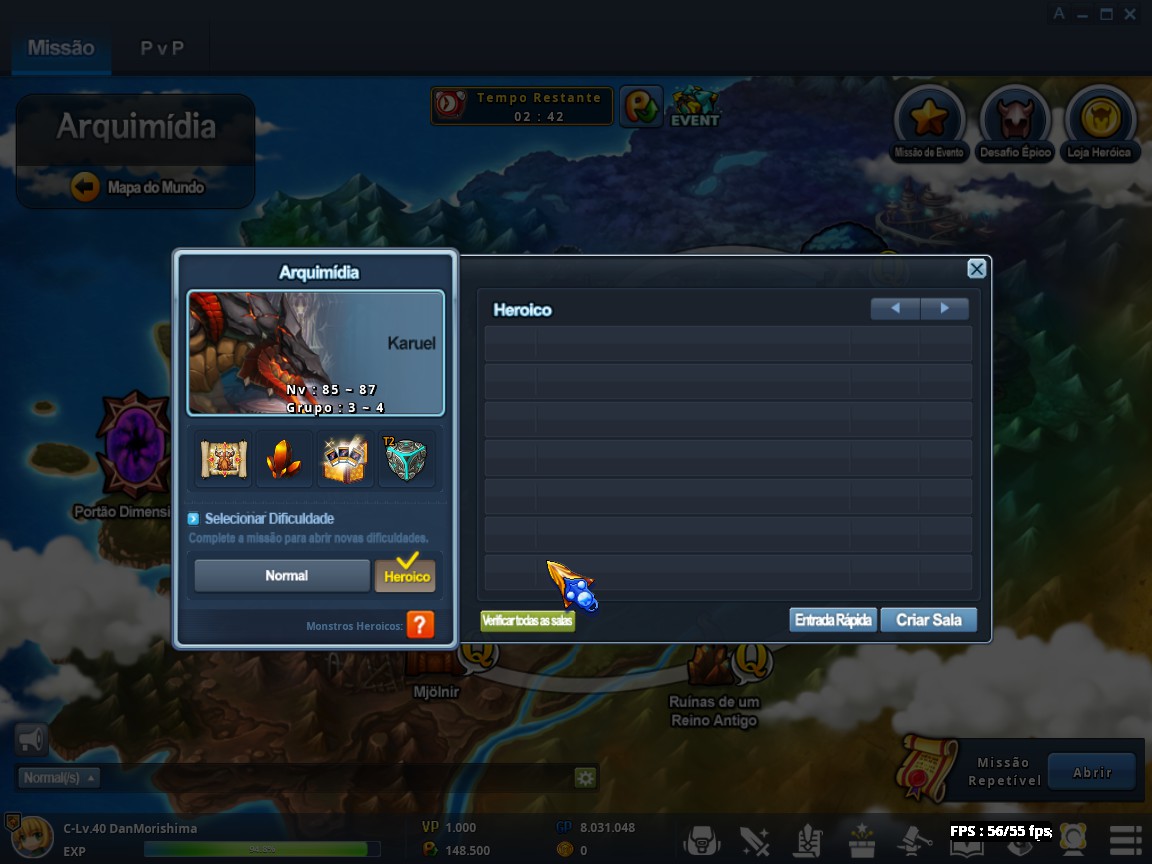 A
Missão
P v P
Arquimídia
Mapa do Mundo
Tempo Restante
02 : 42
EVENT
Missão de Evento
Desafio Épico
Loja Heróica
Arquimídia
Karuel
Nv : 85 ~ 87
Grupo : 3 ~ 4
T2
Selecionar Dificuldade
Complete a missão para abrir novas dificuldades.
Normal
Heroico
Monstros Heroicos:
?
Heroico
Verificar todas as salas
Entrada Rápida
Criar Sala
Portão Dimensi
Mjölnir
Q
Q
Ruínas de um
Reino Antigo
Missão
Repetível
Abrir
Normal(/s)
C-Lv.40 DanMorishima
EXP
VP 1.000
GP 8.031.048
148.500
0
FPS : 56/55 fps,